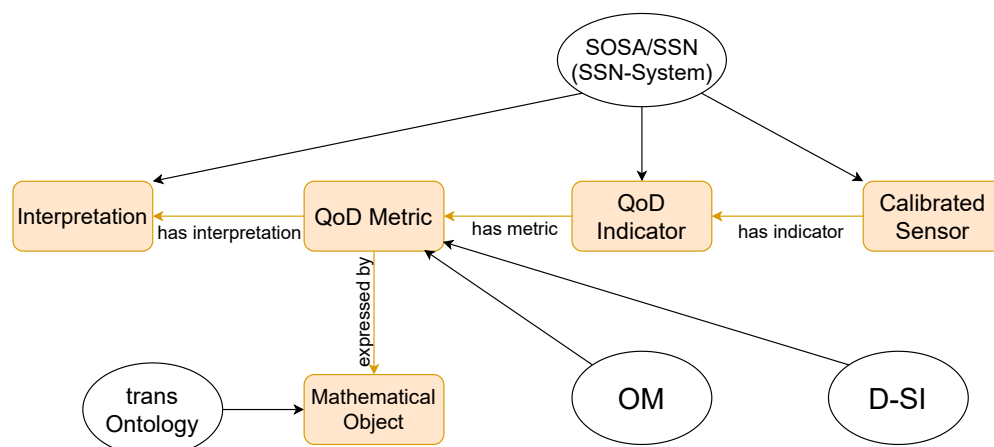 SOSA/SSN
(SSN-System)
Interpretation
has interpretation
QoD Metric
has metric
QoD
Indicator
has indicator
Calibrated
Sensor
expressed by
trans
Ontology
Mathematical
Object
OM
D-SI